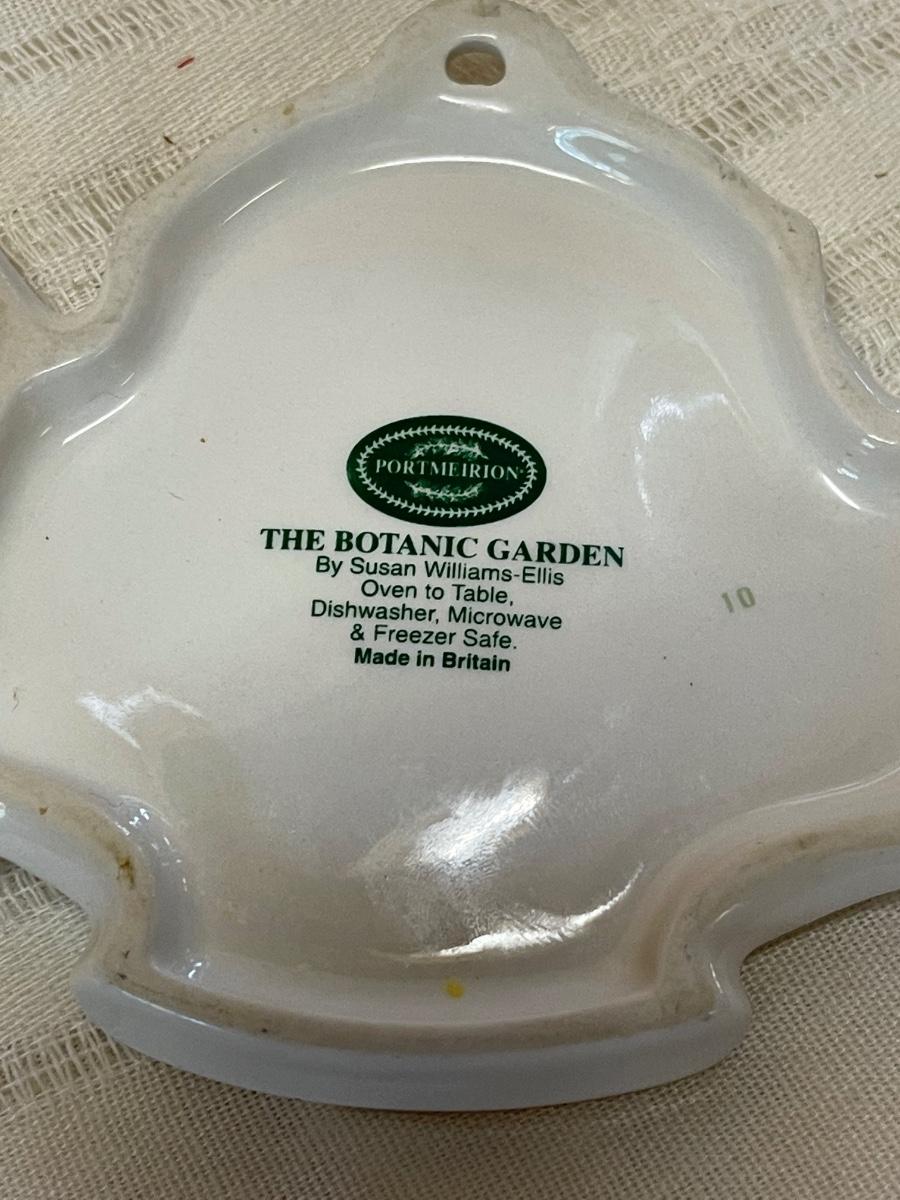 PORTMEIRION
THE BOTANIC GARDEN
By Susan Williams-Ellis
Oven to Table,
Dishwasher, Microwave
& Freezer Safe.
Made in Britain
10